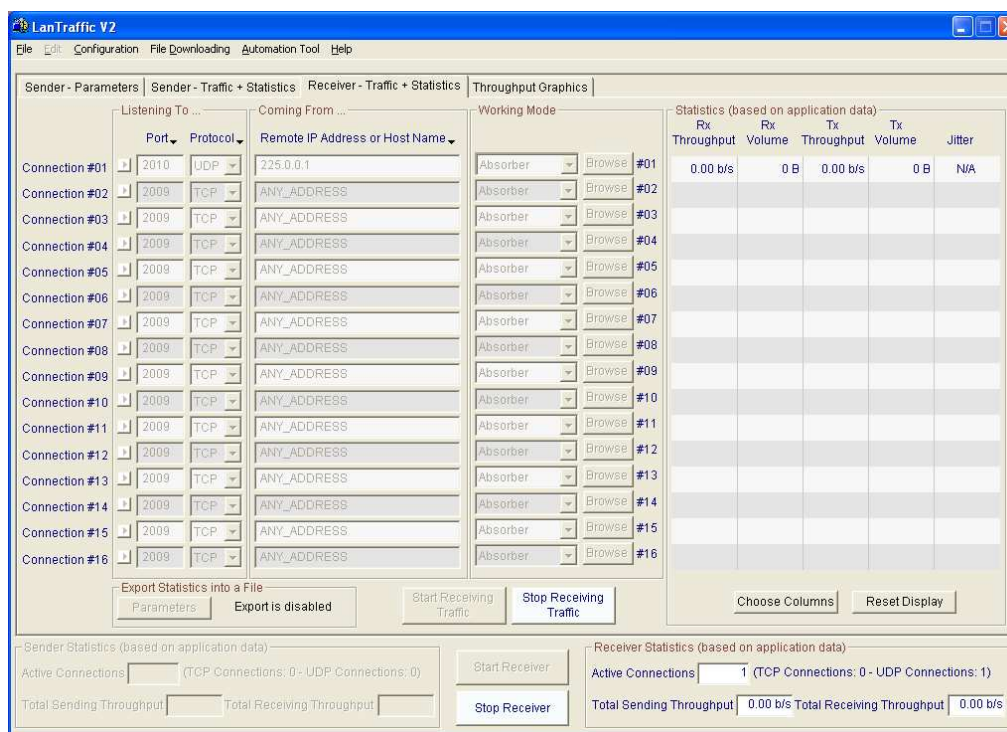 LanTraffic V2
File Edit Configuration File Downloading Automation Tool Help
Sender - Parameters Sender - Traffic + Statistics Receiver - Traffic + Statistics Throughput Graphics
Listening To ... Coming From ... Working Mode Statistics (based on application data)
Port Protocol Remote IP Address or Host Name Rx Throughput Rx Volume Tx Throughput Tx Volume Jitter
Connection #01 2010 UDP 225.0.0.1 Absorber Browse #01 0.00 b/s 0 B 0.00 b/s 0 B N/A
Connection #02 2009 TCP ANY_ADDRESS Absorber Browse #02
Connection #03 2009 TCP ANY_ADDRESS Absorber Browse #03
Connection #04 2009 TCP ANY_ADDRESS Absorber Browse #04
Connection #05 2009 TCP ANY_ADDRESS Absorber Browse #05
Connection #06 2009 TCP ANY_ADDRESS Absorber Browse #06
Connection #07 2009 TCP ANY_ADDRESS Absorber Browse #07
Connection #08 2009 TCP ANY_ADDRESS Absorber Browse #08
Connection #09 2009 TCP ANY_ADDRESS Absorber Browse #09
Connection #10 2009 TCP ANY_ADDRESS Absorber Browse #10
Connection #11 2009 TCP ANY_ADDRESS Absorber Browse #11
Connection #12 2009 TCP ANY_ADDRESS Absorber Browse #12
Connection #13 2009 TCP ANY_ADDRESS Absorber Browse #13
Connection #14 2009 TCP ANY_ADDRESS Absorber Browse #14
Connection #15 2009 TCP ANY_ADDRESS Absorber Browse #15
Connection #16 2009 TCP ANY_ADDRESS Absorber Browse #16
Export Statistics into a File
Parameters Export is disabled Start Receiving Traffic Stop Receiving Traffic Choose Columns Reset Display
Sender Statistics (based on application data)
Active Connections (TCP Connections: 0 - UDP Connections: 0)
Total Sending Throughput Total Receiving Throughput
Start Receiver
Stop Receiver
Receiver Statistics (based on application data)
Active Connections 1 (TCP Connections: 0 - UDP Connections: 1)
Total Sending Throughput 0.00 b/s Total Receiving Throughput 0.00 b/s